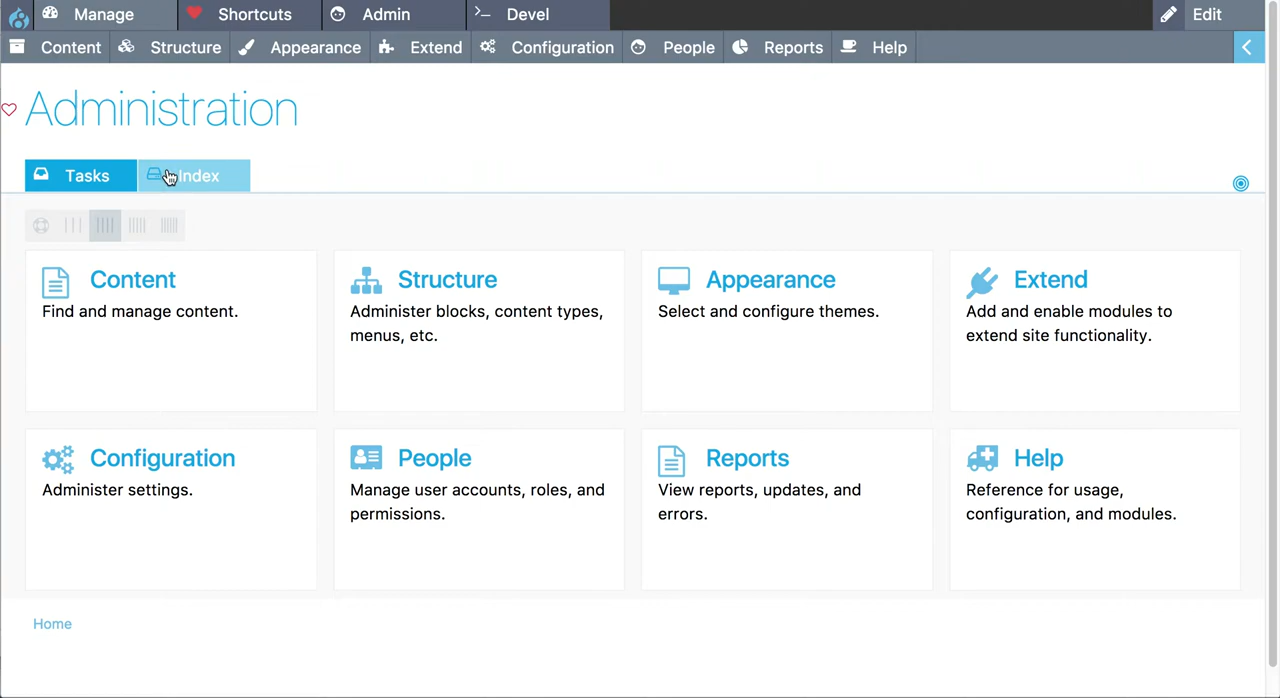 Manage Shortcuts Admin Devel Edit
Content Structure Appearance Extend Configuration People Reports Help
Administration
Tasks Index
Content
Find and manage content.
Structure
Administer blocks, content types,
menus, etc.
Appearance
Select and configure themes.
Extend
Add and enable modules to
extend site functionality.
Configuration
Administer settings.
People
Manage user accounts, roles, and
permissions.
Reports
View reports, updates, and
errors.
Help
Reference for usage,
configuration, and modules.
Home